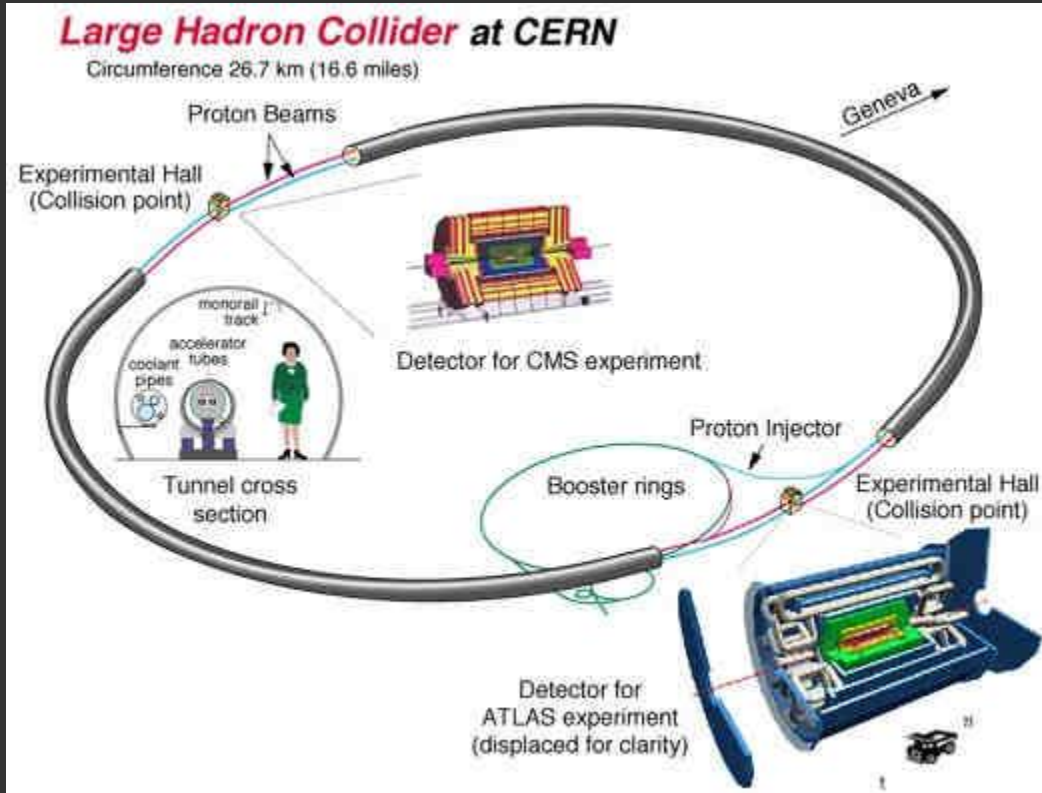 Large Hadron Collider at CERN
Circumference 26.7 km (16.6 miles)
Geneva
Proton Beams
Experimental Hall
(Collision point)
monorail
track
accelerator
tubes
coolant
pipes
Tunnel cross
section
Detector for CMS experiment
Proton Injector
Booster rings
Experimental Hall
(Collision point)
Detector for
ATLAS experiment
(displaced for clarity)